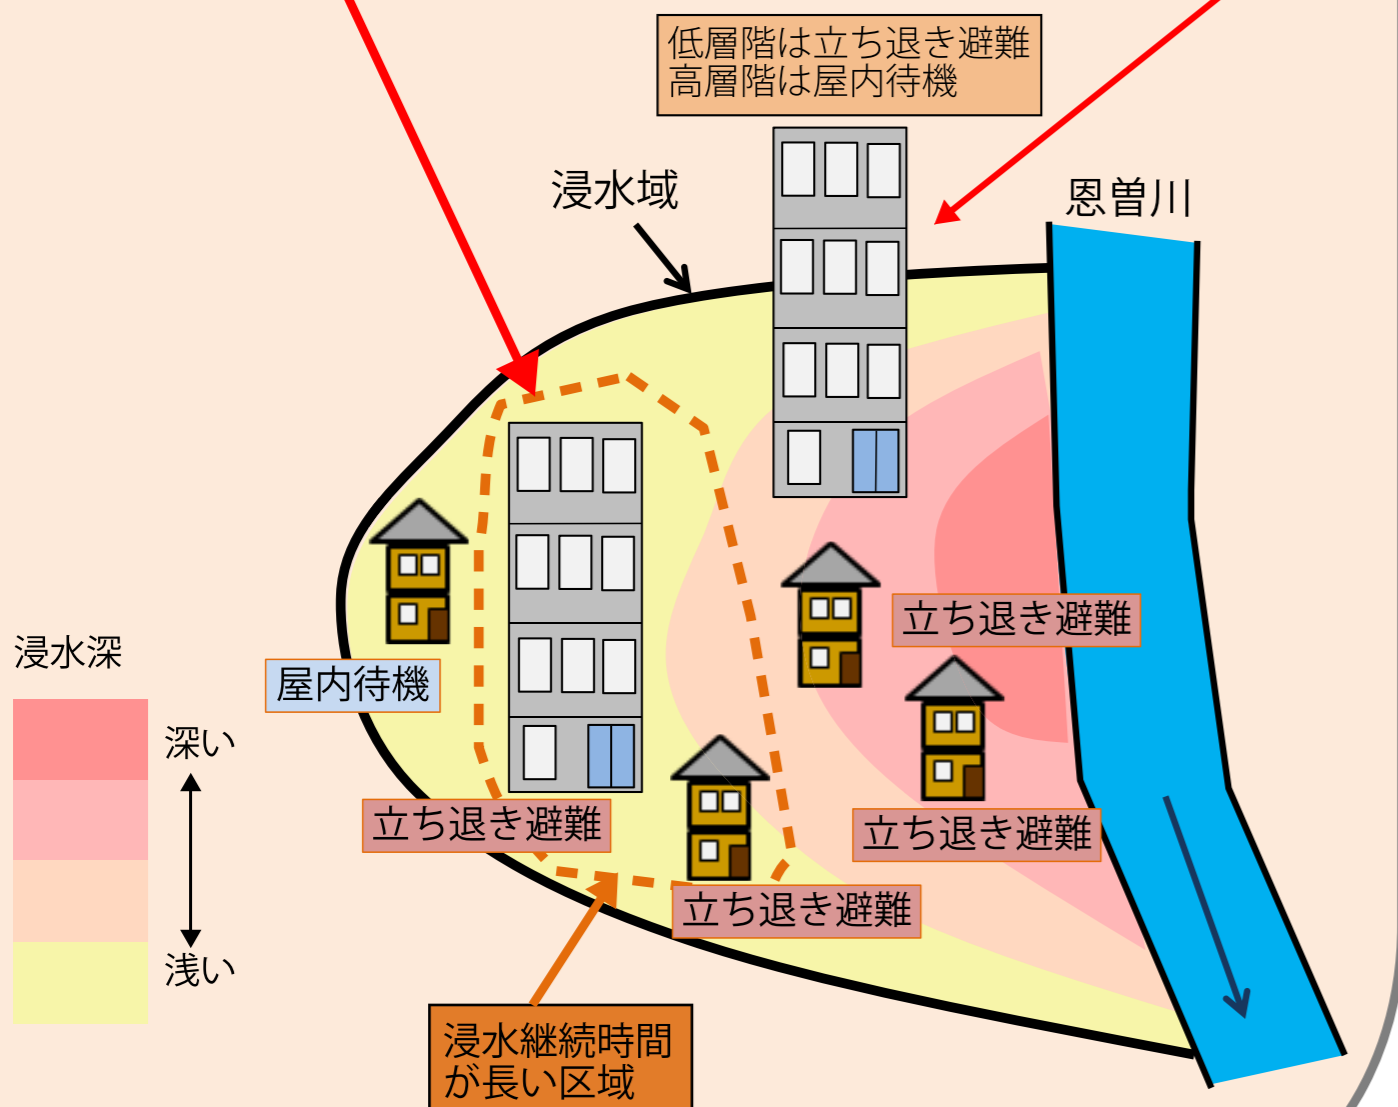 低層階は立ち退き避難
高層階は屋内待機
浸水域
恩曽川
立ち退き避難
浸水深
屋内待機
深い
立ち退き避難
立ち退き避難
立ち退き避難
浅い
浸水継続時間
が長い区域